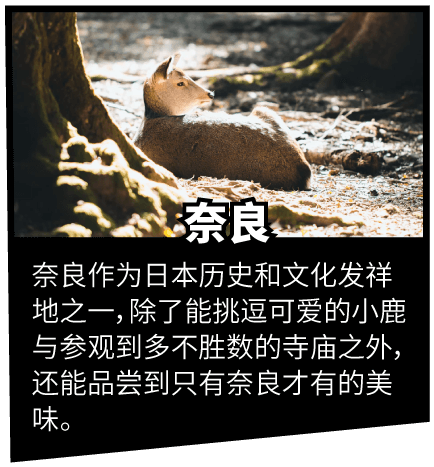 奈良
奈良作为日本历史和文化发祥
地之一，除了能挑逗可爱的小鹿
与参观到多不胜数的寺庙之外，
还能品尝到只有奈良才有的美
味。